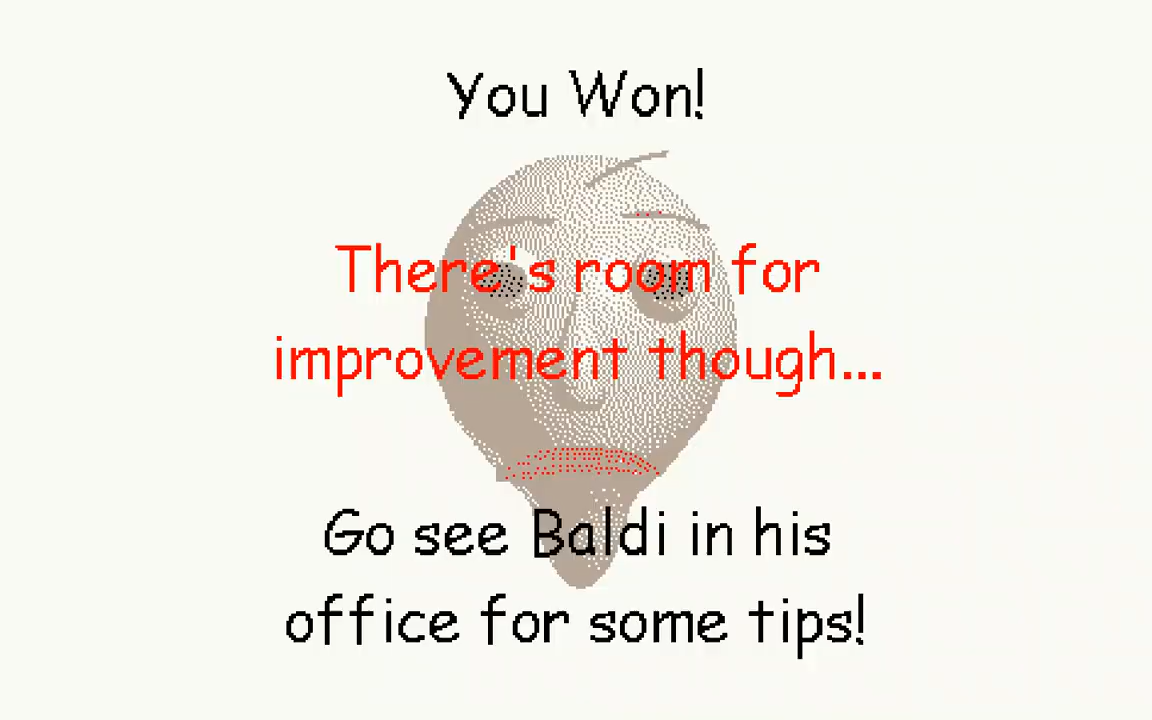 You Won!
There's room for
improvement though...
Go see Baldi in his
office for some tips!